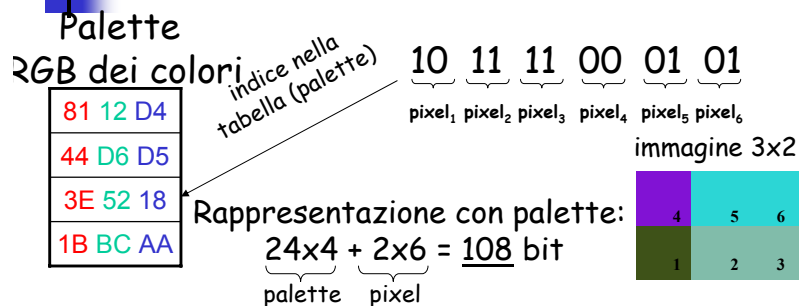 Palette
RGB dei colori
indice nella
tabella (palette)
10 11 11 00 01 01
pixel1 pixel2 pixel3 pixel4 pixel5 pixel6
81 12 D4
44 D6 D5
3E 52 18
1B BC AA
immagine 3x2
4 5 6
1 2 3
Rappresentazione con palette:
24x4 + 2x6 = 108 bit
palette pixel